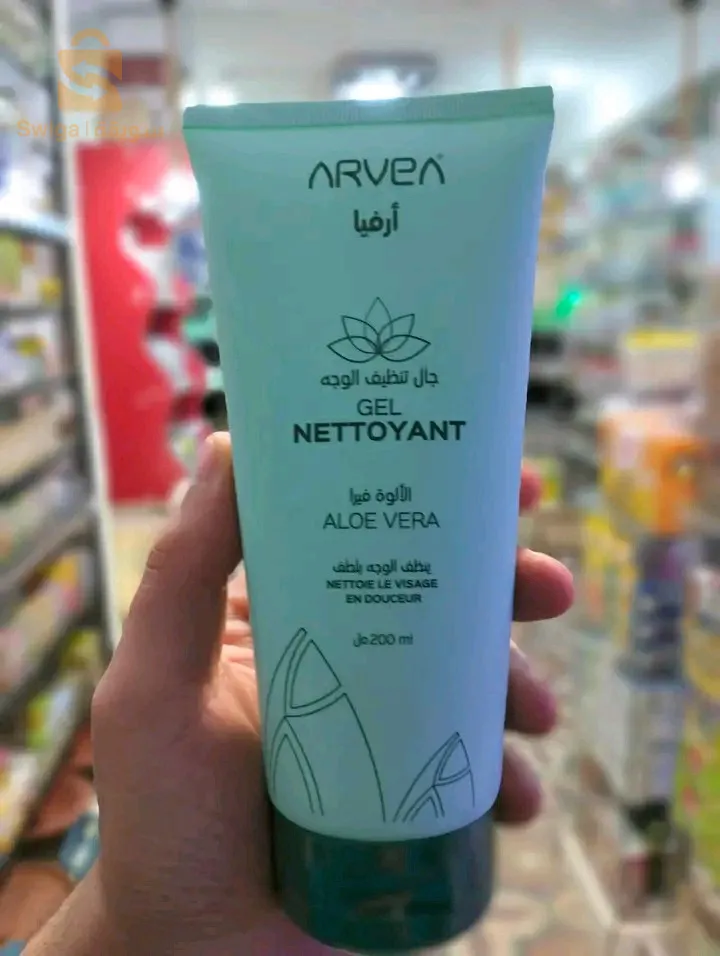 ARVEA
أرفيا
جال تنظيف الوجه
GEL
NETTOYANT
الألوة فيرا
ALOE VERA
ينظف الوجه بلطف
NETTOIE LE VISAGE
EN DOUCEUR
200 ml مل